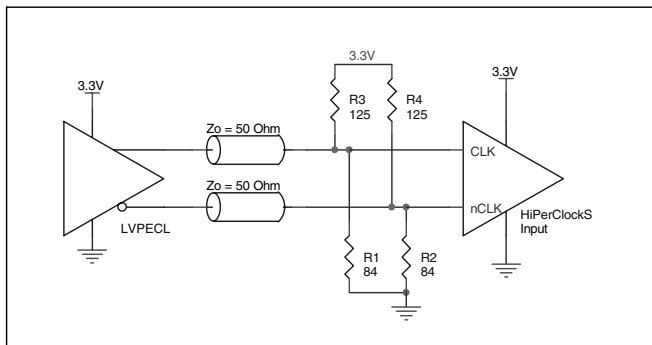 3.3V
3.3V
3.3V
R3
125
R4
125
Zo = 50 Ohm
CLK
Zo = 50 Ohm
nCLK
HiPerClockS
Input
LVPECL
R1
84
R2
84